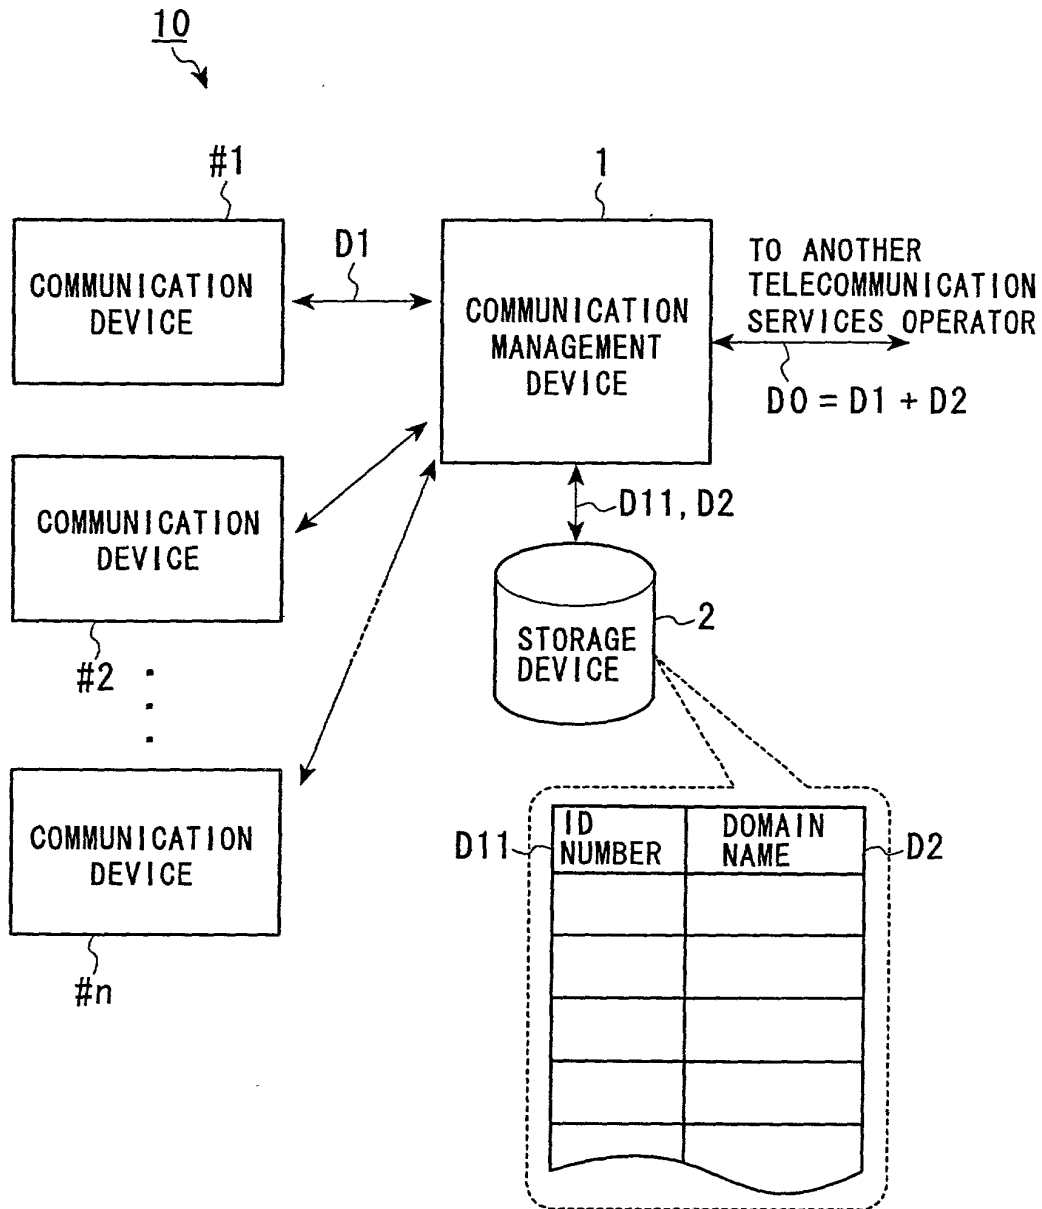 10
#1
1
COMMUNICATION
DEVICE
D1
COMMUNICATION
MANAGEMENT
DEVICE
TO ANOTHER
TELECOMMUNICATION
SERVICES OPERATOR
D0 = D1 + D2
COMMUNICATION
DEVICE
#2
D11, D2
STORAGE
DEVICE
2
COMMUNICATION
DEVICE
#n
D11
ID
NUMBER
DOMAIN
NAME
D2